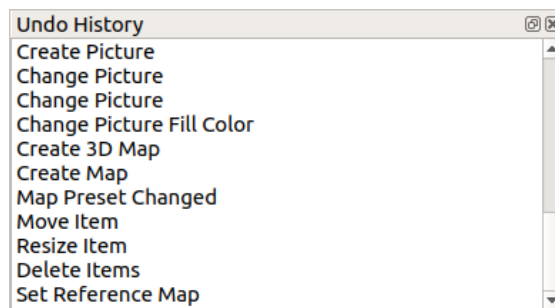 Undo History
Create Picture
Change Picture
Change Picture
Change Picture Fill Color
Create 3D Map
Create Map
Map Preset Changed
Move Item
Resize Item
Delete Items
Set Reference Map